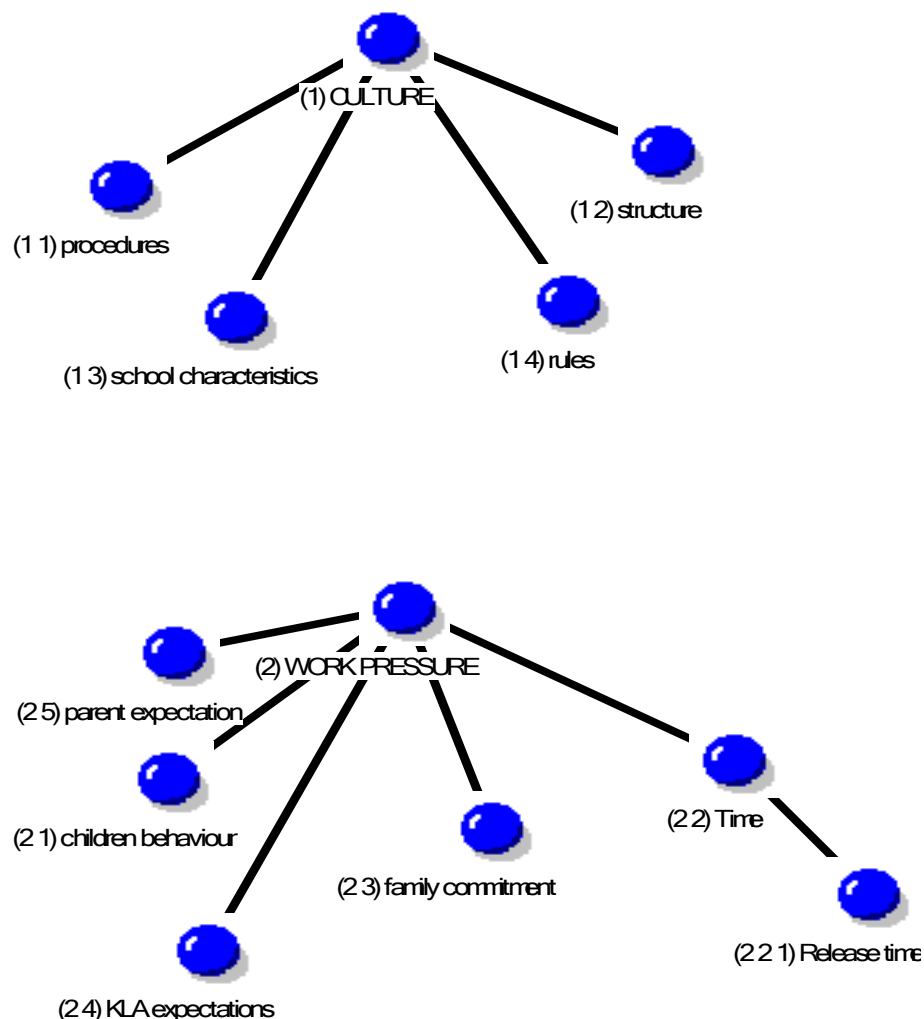 (1) CULTURE
(1 2) structure
(1 1) procedures
(1 4) rules
(1 3) school characteristics
(2) WORK PRESSURE
(2 5) parent expectation
(2 2) Time
(2 1) children behaviour
(2 3) family commitment
(2 2 1) Release time
(2 4) KLA expectations